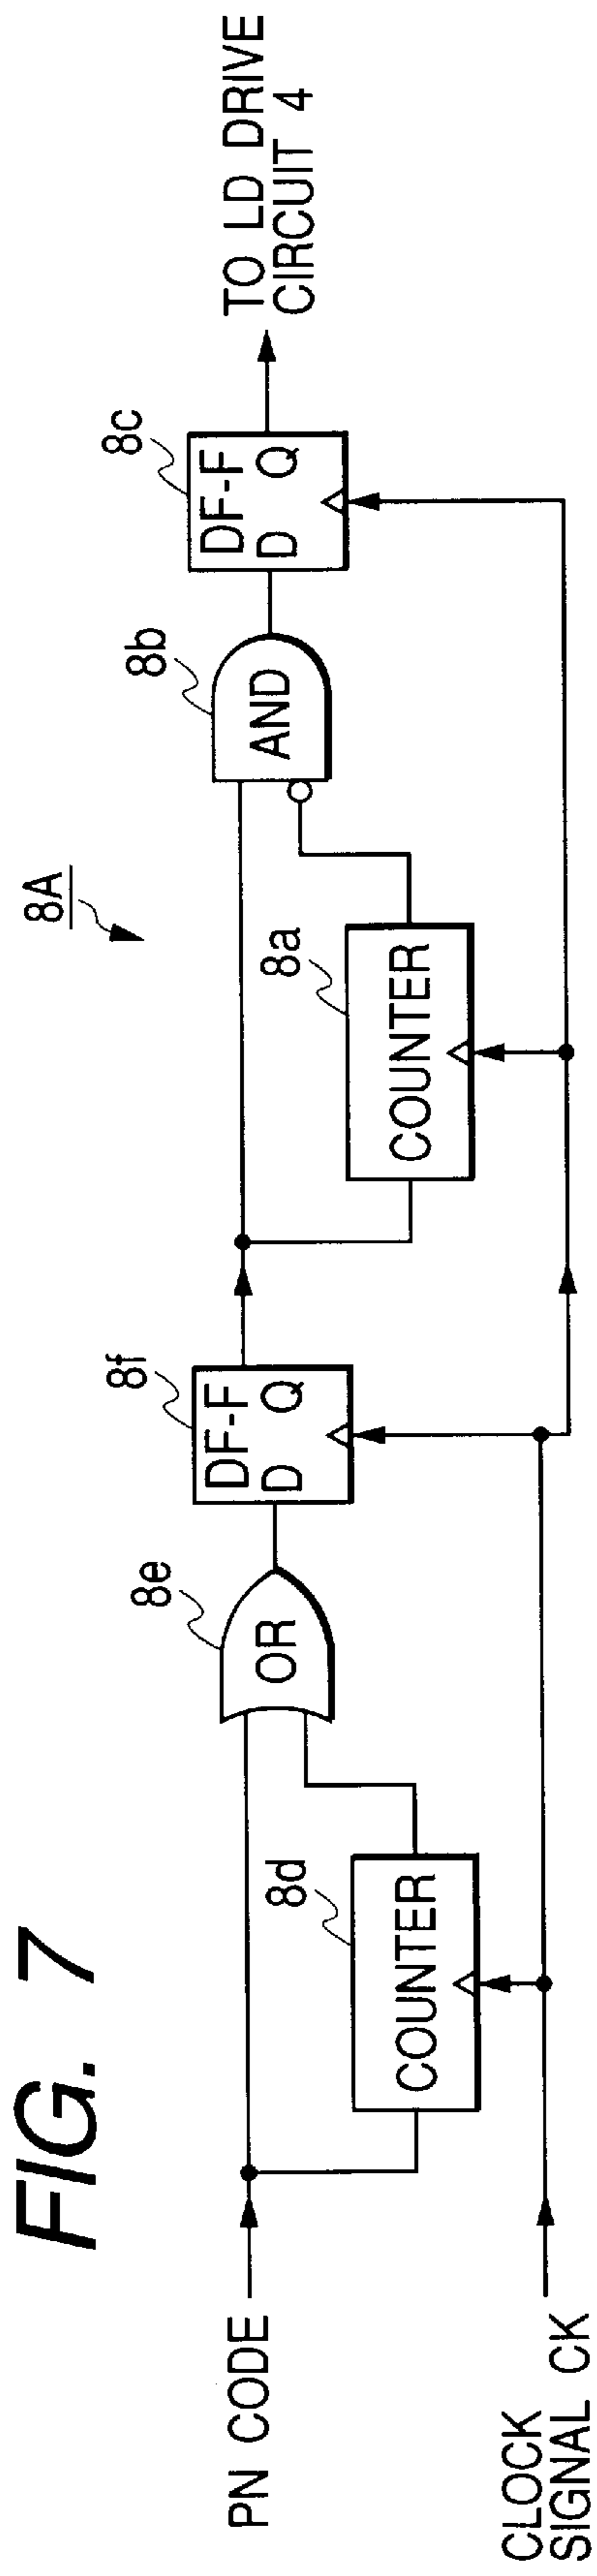 FIG. 7
8A
PN CODE
CLOCK
SIGNAL CK
8d
COUNTER
8e
OR
8f
DF-F
D Q
8a
COUNTER
8b
AND
8c
DF-F
D Q
TO LD DRIVE
CIRCUIT 4